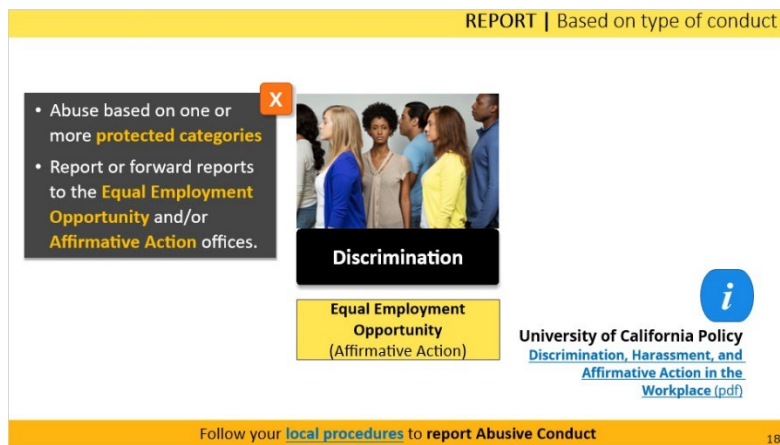 REPORT | Based on type of conduct
X
• Abuse based on one or
more protected categories
• Report or forward reports
to the Equal Employment
Opportunity and/or
Affirmative Action offices.
Discrimination
Equal Employment
Opportunity
(Affirmative Action)
i
University of California Policy
Discrimination, Harassment, and
Affirmative Action in the
Workplace (pdf)
Follow your local procedures to report Abusive Conduct
18